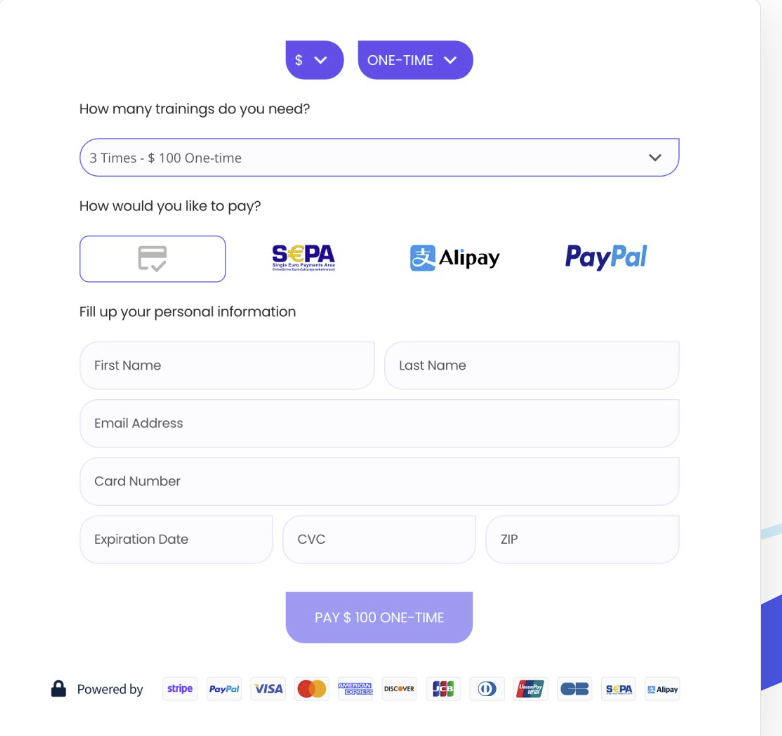 $ ONE-TIME
How many trainings do you need?
3 Times - $ 100 One-time
How would you like to pay?
S€PA Alipay PayPal
Single Euro Payments Area
Fill up your personal information
First Name Last Name
Email Address
Card Number
Expiration Date CVC ZIP
PAY $ 100 ONE-TIME
Powered by stripe PayPal VISA AMERICAN EXPRESS DISCOVER JCB UnionPay CB S€PA Alipay